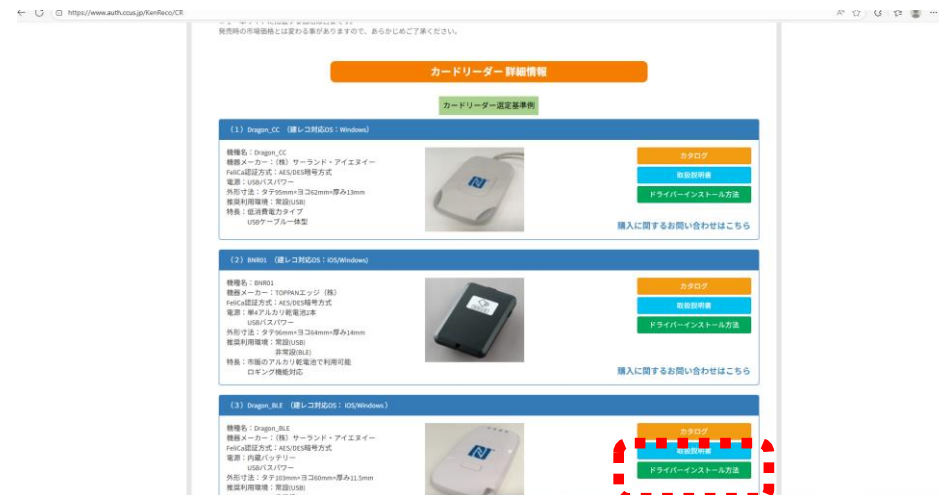 https://www.auth.ccus.jp/KenReco/CR
発売時の市場価格とは変わる事がありますので、あらかじめご了承ください。
カードリーダー 詳細情報
カードリーダー選定基準例
(1) Dragon_CC (建レコ対応OS:Windows)
機種名:Dragon_CC
機器メーカー:(株)サーランド・アイエヌイー
FeliCa認証方式:AES/DES暗号方式
電源:USBバスパワー
外形寸法:タテ95mm×ヨコ62mm×厚み13mm
推奨利用環境:常設(USB)
特長:低消費電力タイプ
USBケーブル一体型
カタログ
取扱説明書
ドライバーインストール方法
購入に関するお問い合わせはこちら
(2) BNR01 (建レコ対応OS:iOS/Windows)
機種名:BNR01
機器メーカー:TOPPANエッジ(株)
FeliCa認証方式:AES/DES暗号方式
電源:単4アルカリ乾電池2本
USBバスパワー
外形寸法:タテ96mm×ヨコ64mm×厚み14mm
推奨利用環境:常設(USB)
非常設(BLE)
特長:市販のアルカリ乾電池で利用可能
ロギング機能対応
カタログ
取扱説明書
ドライバーインストール方法
購入に関するお問い合わせはこちら
(3) Dragon_BLE (建レコ対応OS: iOS/Windows )
機種名:Dragon_BLE
機器メーカー:(株)サーランド・アイエヌイー
FeliCa認証方式:AES/DES暗号方式
電源:内蔵バッテリー
USBバスパワー
外形寸法:タテ103mm×ヨコ60mm×厚み11.5mm
推奨利用環境:常設(USB)
カタログ
取扱説明書
ドライバーインストール方法